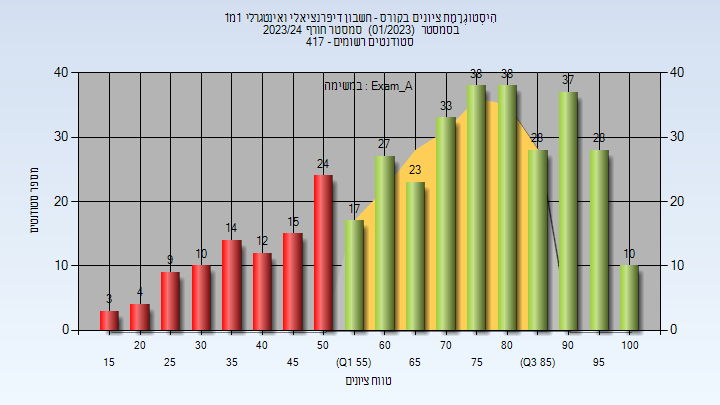 הִיסְטוֹגְרָמַת ציונים בקורס - חשבון דיפרנציאלי ואינטגרלי 1מ1
בסמסטר (01/2023) סמסטר חורף 2023/24
סטודנטים רשומים - 417
במשימה : Exam_A
40 40
30 30
20 20
10 10
0 0
מספר סטודנטים
3 4 9 10 14 12 15 24 17 27 23 33 38 38 28 37 28 10
20 30 40 50 60 70 80 90 100
15 25 35 45 (Q1 55) 65 75 (Q3 85) 95
טווח ציונים